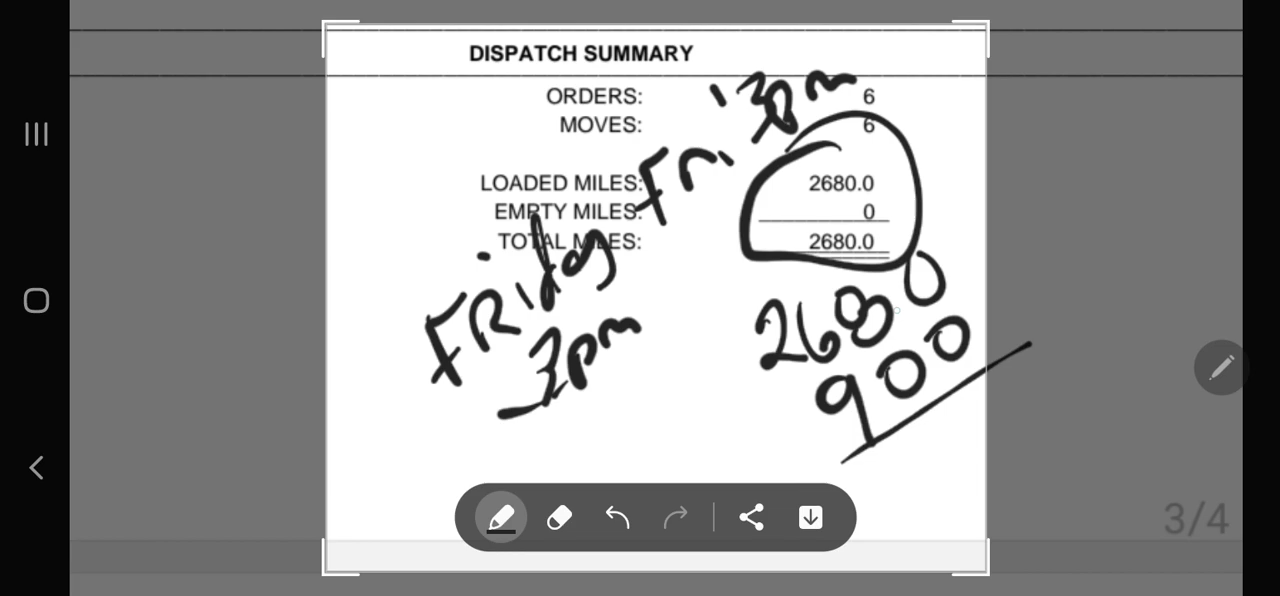 DISPATCH SUMMARY
ORDERS: 6
MOVES: 6
LOADED MILES: 2680.0
EMPTY MILES: 0
TOTAL MILES: 2680.0
Fri, 3pm
FRiday
3pm
2680
900
3/4